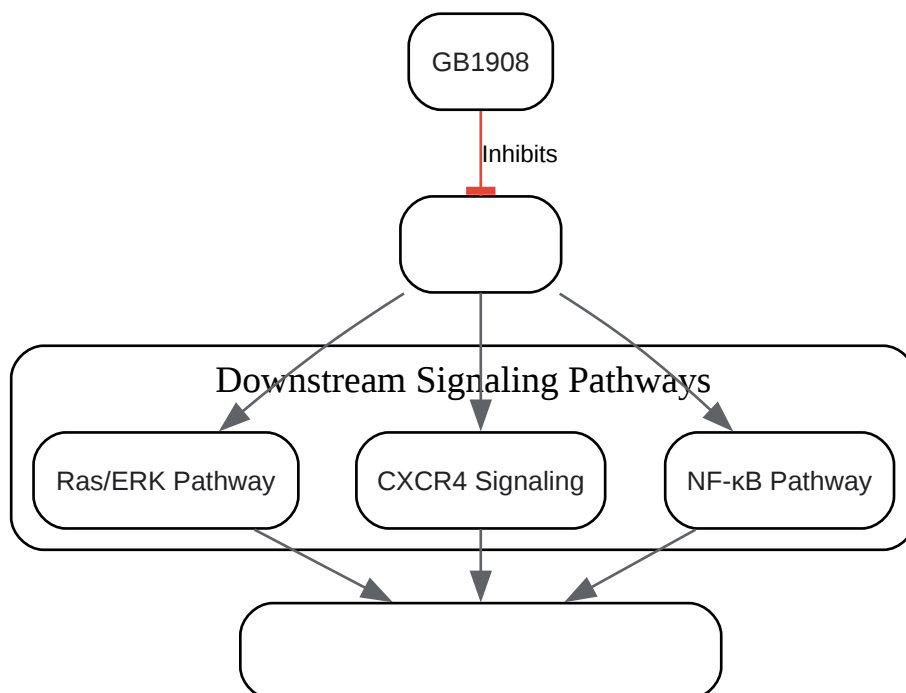 GB1908
Inhibits
Downstream Signaling Pathways
Ras/ERK Pathway
CXCR4 Signaling
NF-κB Pathway